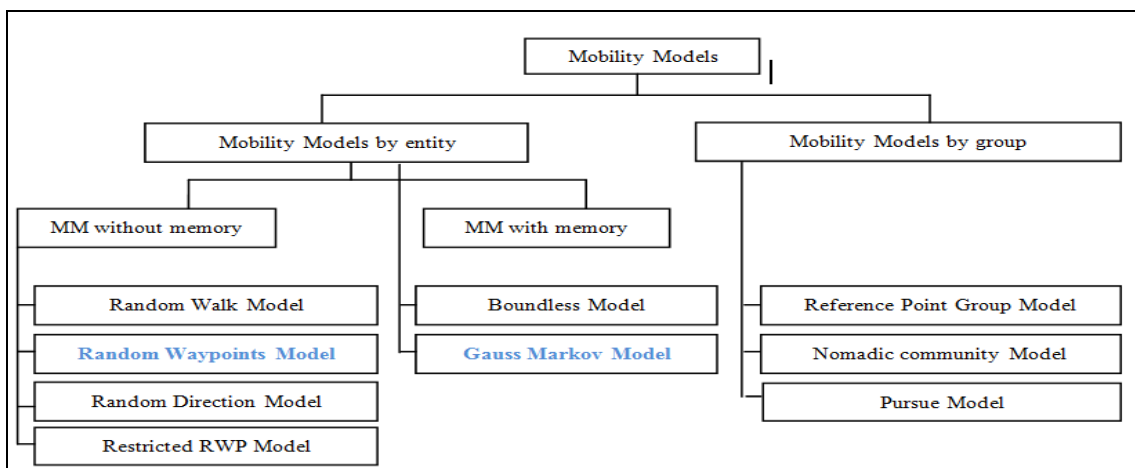 Mobility Models
Mobility Models by entity
Mobility Models by group
MM without memory
MM with memory
Random Walk Model
Boundless Model
Reference Point Group Model
Random Waypoints Model
Gauss Markov Model
Nomadic community Model
Random Direction Model
Pursue Model
Restricted RWP Model